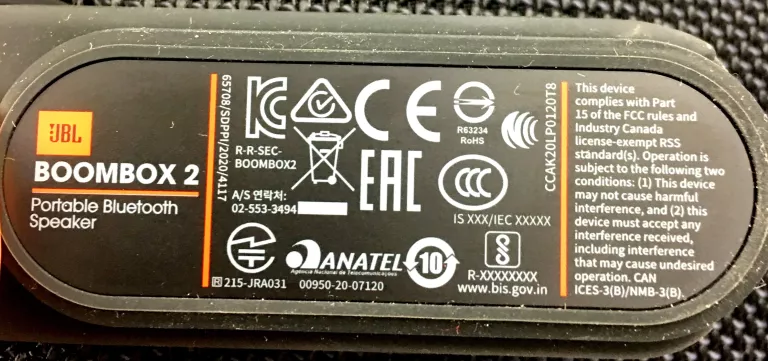 JBL
BOOMBOX 2
Portable Bluetooth
Speaker
65708/SDPPI/2020/4117
R-R-SEC-
BOOMBOX2
A/S 연락처:
02-553-3494
CE
EAC
R63234
RoHS
CCC
CCAK20LP0120T8
IS XXX/IEC XXXXX
R 215-JRA031
ANATEL
Agência Nacional de Telecomunicações
00950-20-07120
10
R-XXXXXXXX
www.bis.gov.in
This device
complies with Part
15 of the FCC rules and
Industry Canada
license-exempt RSS
standard(s). Operation is
subject to the following two
conditions: (1) This device
may not cause harmful
interference, and (2) this
device must accept any
interference received,
including interference
that may cause undesired
operation. CAN
ICES-3(B)/NMB-3(B).